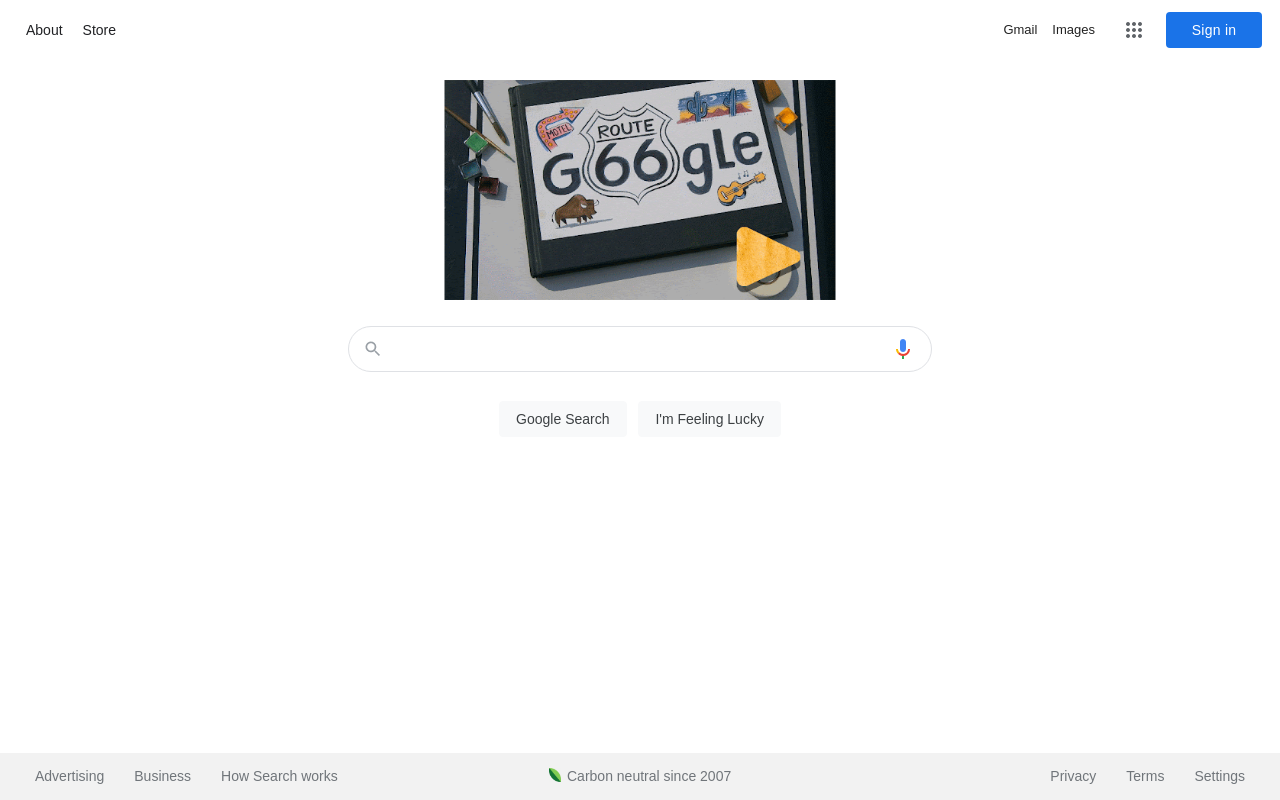 About Store Gmail Images Sign in
MOTEL
ROUTE
G66gle
Google Search I'm Feeling Lucky
Advertising Business How Search works Carbon neutral since 2007 Privacy Terms Settings